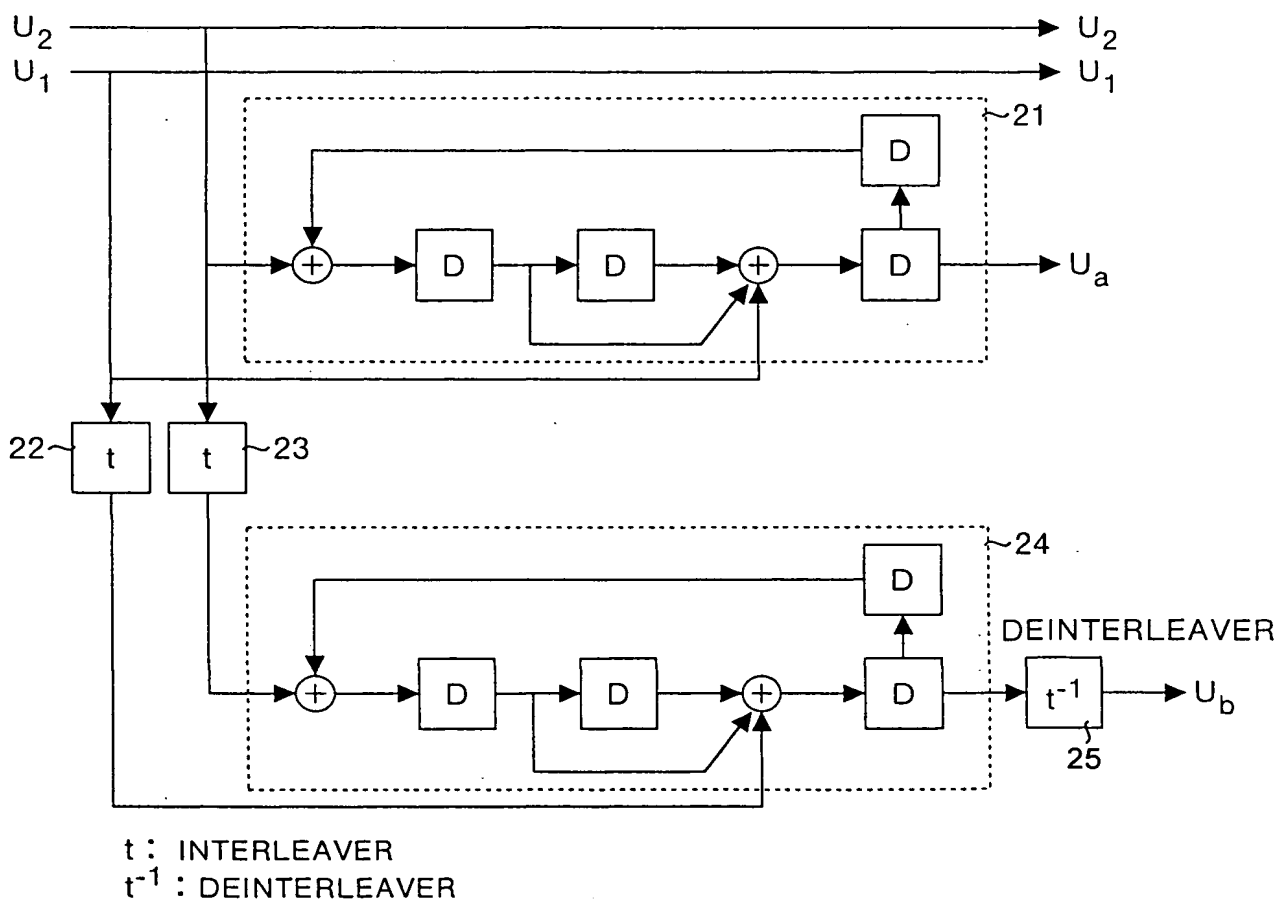 U2 U2
U1 U1
21
D
+ D D + D Ua
22 t t 23
24
D
DEINTERLEAVER
+ D D + D t-1 Ub
25
t : INTERLEAVER
t-1 : DEINTERLEAVER